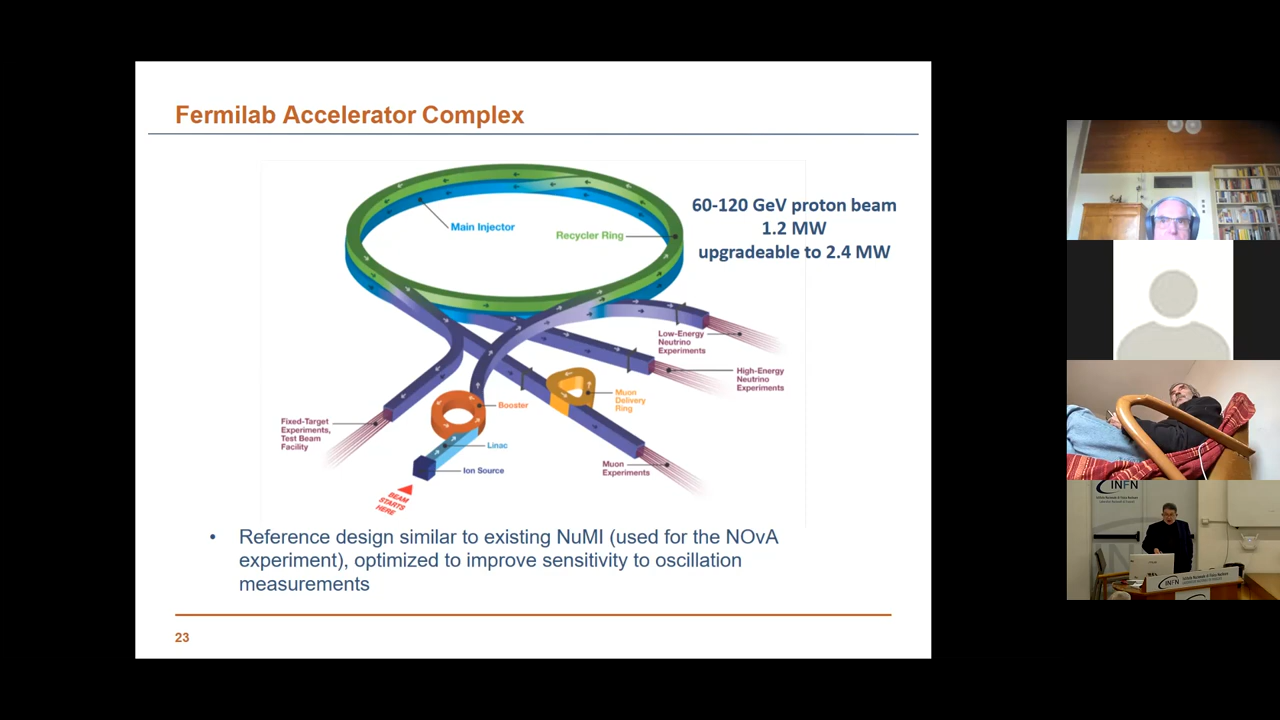 Fermilab Accelerator Complex
60-120 GeV proton beam
1.2 MW
upgradeable to 2.4 MW
Main Injector
Recycler Ring
Low-Energy
Neutrino
Experiments
High-Energy
Neutrino
Experiments
Muon
Delivery
Ring
Booster
Fixed-Target
Experiments,
Test Beam
Facility
Linac
Ion Source
Muon
Experiments
BEAM
STARTS
HERE
• Reference design similar to existing NuMI (used for the NOvA
experiment), optimized to improve sensitivity to oscillation
measurements
23
INFN
INFN